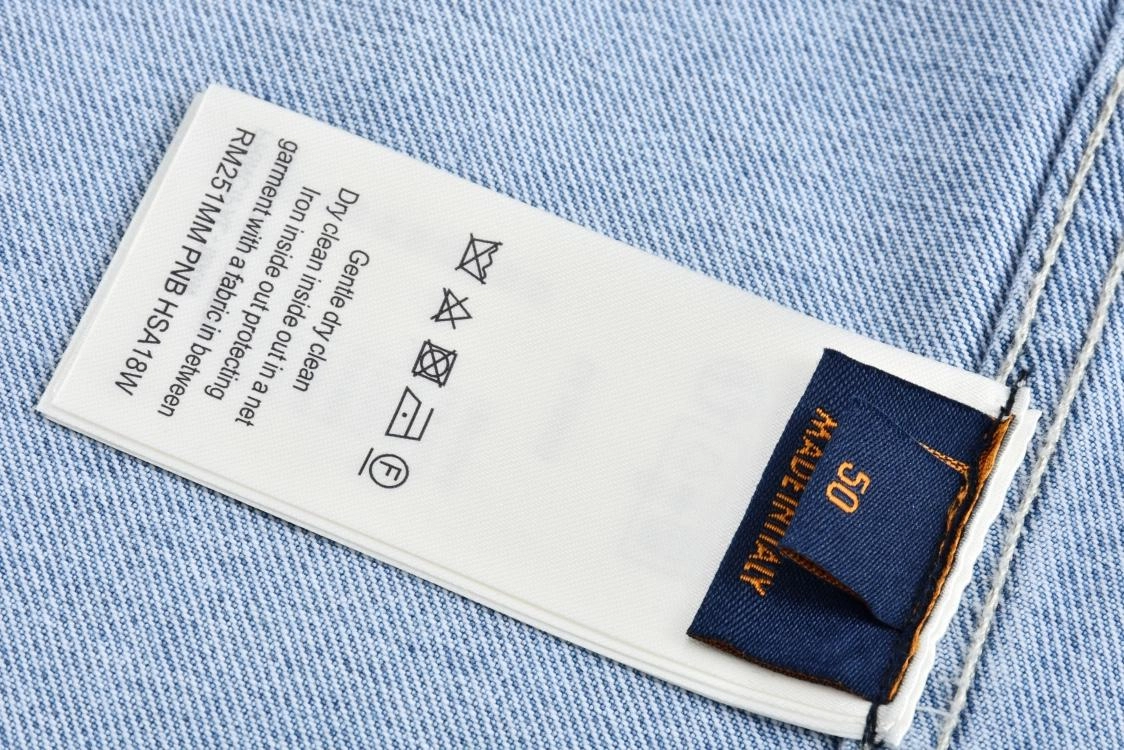 50
MADE IN ITALY
F
Gentle dry clean
Dry clean inside out in a net
Iron inside out protecting
garment with a fabric in between
RM251MM PNB HSA18W